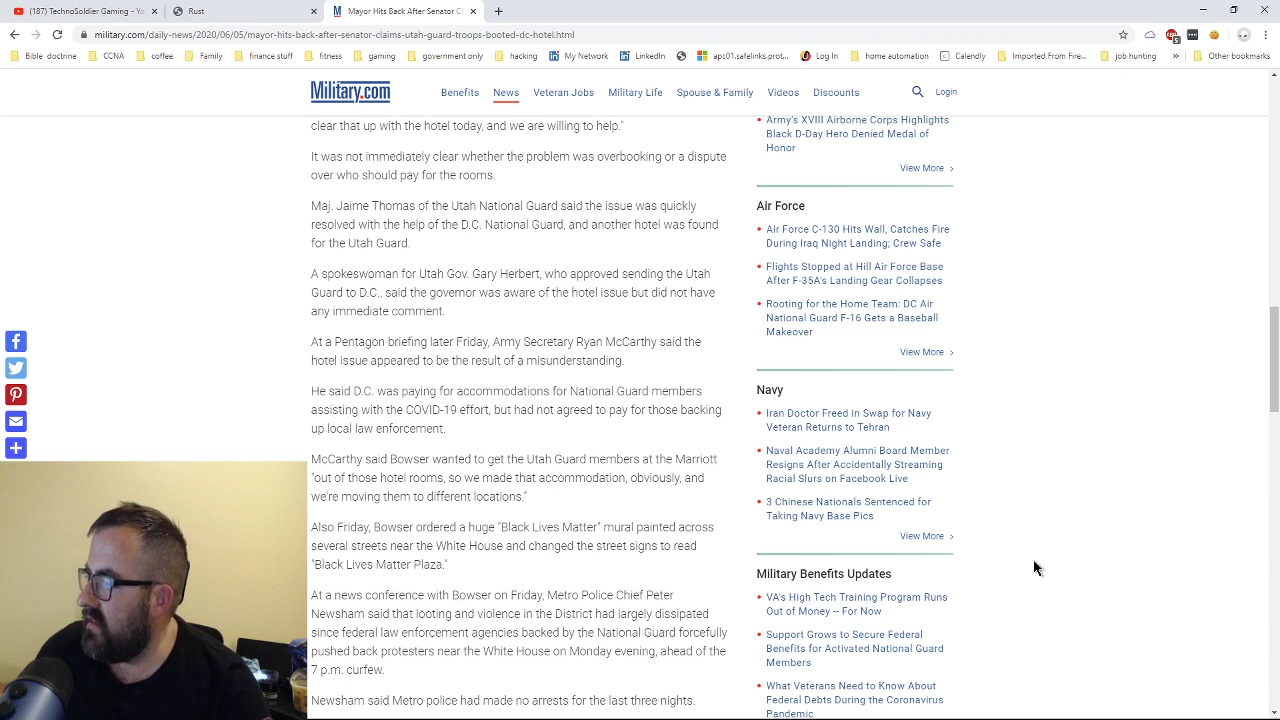 (187) TechnoSoldier Gaming - Yo
Rust
Mayor Hits Back After Senator Cl
military.com/daily-news/2020/06/05/mayor-hits-back-after-senator-claims-utah-guard-troops-booted-dc-hotel.html
Bible doctrine
CTA
coffee
Family
fancy stuff
fitness
gaming
government only
hacking
My Network
LinkedIn
apc01.safelinks.prot...
Log In
home automation
Calendly
Imported From Fire...
job hunting
»
Other bookmarks
Military.com
Benefits
News
Veteran Jobs
Military Life
Spouse & Family
Videos
Discounts
Login
clear that up with the hotel today, and we are willing to help."
It was not immediately clear whether the problem was overbooking or a dispute
over who should pay for the rooms.
Maj. Jaime Thomas of the Utah National Guard said the issue was quickly
resolved with the help of the D.C. National Guard, and another hotel was found
for the Utah Guard.
A spokeswoman for Utah Gov. Gary Herbert, who approved sending the Utah
Guard to D.C., said the governor was aware of the hotel issue but did not have
any immediate comment.
At a Pentagon briefing later Friday, Army Secretary Ryan McCarthy said the
hotel issue appeared to be the result of a misunderstanding.
He said D.C. was paying for accommodations for National Guard members
assisting with the COVID-19 effort, but had not agreed to pay for those backing
up local law enforcement.
McCarthy said Bowser wanted to get the Utah Guard members at the Marriott
"out of those hotel rooms, so we made that accommodation, obviously, and
we're moving them to different locations."
Also Friday, Bowser ordered a huge "Black Lives Matter" mural painted across
several streets near the White House and changed the street signs to read
"Black Lives Matter Plaza."
At a news conference with Bowser on Friday, Metro Police Chief Peter
Newsham said that looting and violence in the District had largely dissipated
since federal law enforcement agencies backed by the National Guard forcefully
pushed back protesters near the White House on Monday evening, ahead of the
7 p.m. curfew.
Newsham said Metro police had made no arrests for the last three nights.
Army's XVIII Airborne Corps Highlights
Black D-Day Hero Denied Medal of
Honor
View More ›
Air Force
Air Force C-130 Hits Wall, Catches Fire
During Iraq Night Landing; Crew Safe
Flights Stopped at Hill Air Force Base
After F-35A's Landing Gear Collapses
Rooting for the Home Team: DC Air
National Guard F-16 Gets a Baseball
Makeover
View More ›
Navy
Iran Doctor Freed in Swap for Navy
Veteran Returns to Tehran
Naval Academy Alumni Board Member
Resigns After Accidentally Streaming
Racial Slurs on Facebook Live
3 Chinese Nationals Sentenced for
Taking Navy Base Pics
View More ›
Military Benefits Updates
VA's High Tech Training Program Runs
Out of Money -- For Now
Support Grows to Secure Federal
Benefits for Activated National Guard
Members
What Veterans Need to Know About
Federal Debts During the Coronavirus
Pandemic